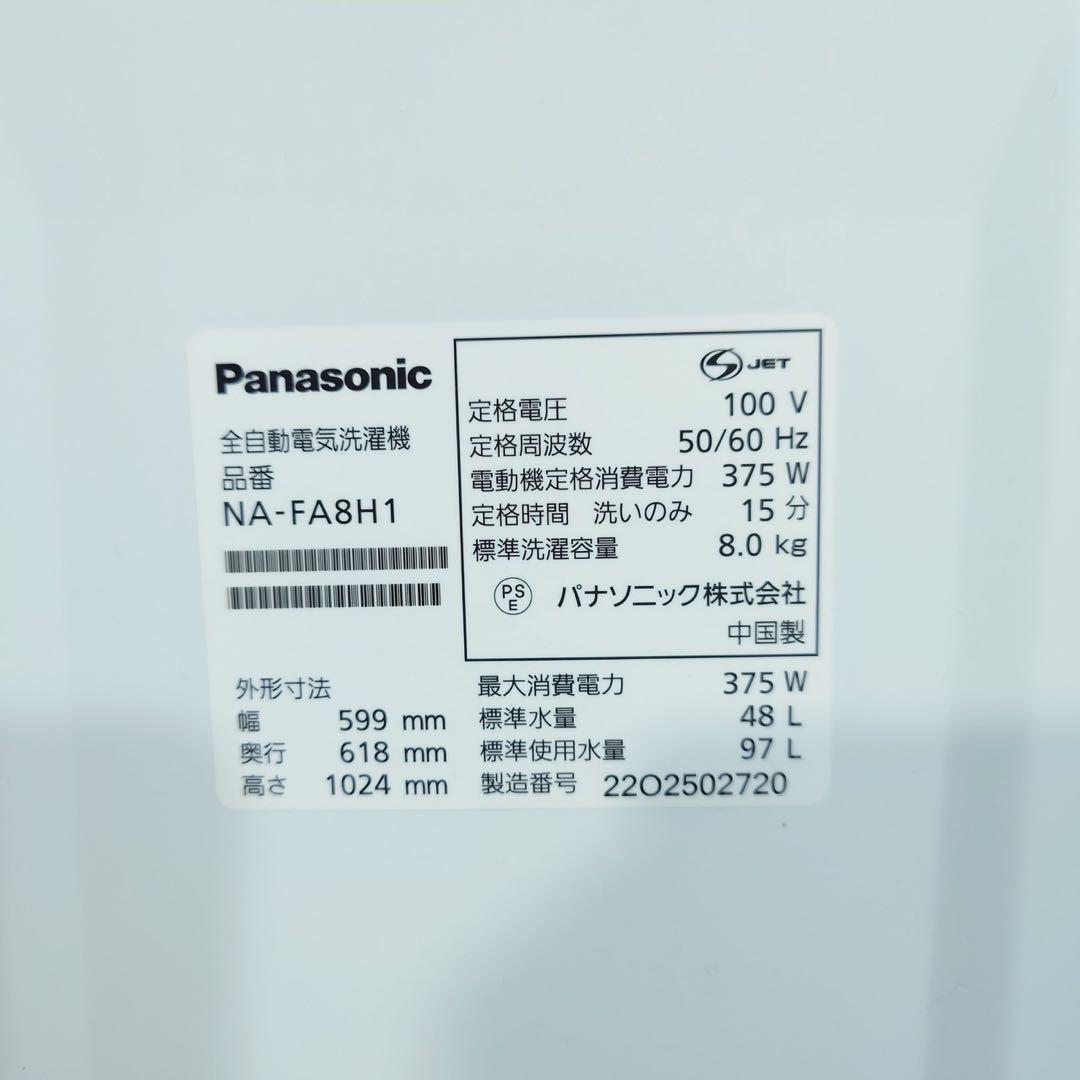 Panasonic
全自動電気洗濯機
品番
NA-FA8H1
JET
定格電圧 100 V
定格周波数 50/60 Hz
電動機定格消費電力 375 W
定格時間 洗いのみ 15 分
標準洗濯容量 8.0 kg
PS E パナソニック株式会社
中国製
外形寸法
幅 599 mm
奥行 618 mm
高さ 1024 mm
最大消費電力 375 W
標準水量 48 L
標準使用水量 97 L
製造番号 22O2502720